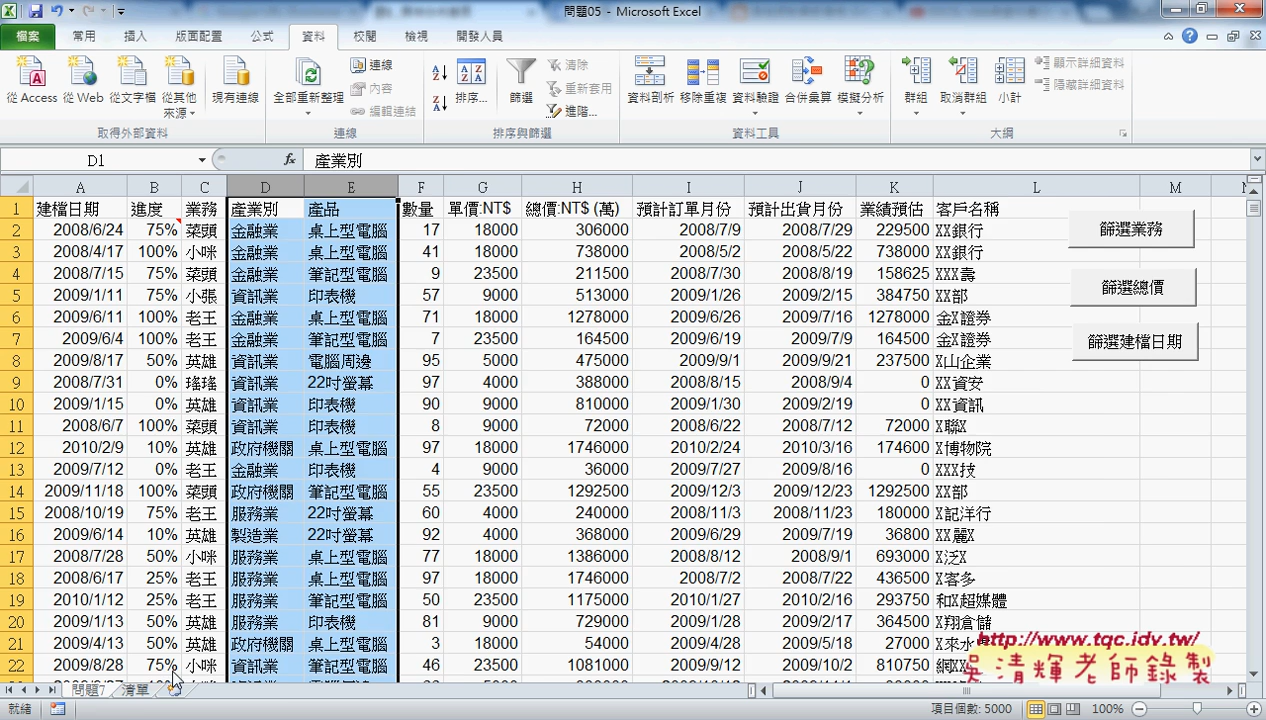 問題05 - Microsoft Excel
檔案 常用 插入 版面配置 公式 資料 校閱 檢視 開發人員
從 Access 從 Web 從文字檔 從其他來源 現有連線 全部重新整理 連線 內容 編輯連結 排序... 篩選 清除 重新套用 進階... 資料剖析 移除重複 資料驗證 合併彙算 模擬分析 群組 取消群組 小計 顯示詳細資料 隱藏詳細資料
取得外部資料 連線 排序與篩選 資料工具 大綱
D1 fx 產業別
A B C D E F G H I J K L M N
1 建檔日期 進度 業務 產業別 產品 數量 單價:NT$ 總價:NT$ (萬) 預計訂單月份 預計出貨月份 業績預估 客戶名稱
2 2008/6/24 75% 菜頭 金融業 桌上型電腦 17 18000 306000 2008/7/9 2008/7/29 229500 XX銀行 篩選業務
3 2008/4/17 100% 小咪 金融業 桌上型電腦 41 18000 738000 2008/5/2 2008/5/22 738000 XX銀行
4 2008/7/15 75% 菜頭 金融業 筆記型電腦 9 23500 211500 2008/7/30 2008/8/19 158625 XXX壽
5 2009/1/11 75% 小張 資訊業 印表機 57 9000 513000 2009/1/26 2009/2/15 384750 XX部 篩選總價
6 2009/6/11 100% 老王 金融業 桌上型電腦 71 18000 1278000 2009/6/26 2009/7/16 1278000 金X證券
7 2009/6/4 100% 老王 金融業 筆記型電腦 7 23500 164500 2009/6/19 2009/7/9 164500 金X證券 篩選建檔日期
8 2009/8/17 50% 英雄 資訊業 電腦周邊 95 5000 475000 2009/9/1 2009/9/21 237500 X山企業
9 2008/7/31 0% 瑤瑤 資訊業 22吋螢幕 97 4000 388000 2008/8/15 2008/9/4 0 XX資安
10 2009/1/15 0% 英雄 資訊業 印表機 90 9000 810000 2009/1/30 2009/2/19 0 XX資訊
11 2008/6/7 100% 菜頭 資訊業 印表機 8 9000 72000 2008/6/22 2008/7/12 72000 X聯X
12 2010/2/9 10% 英雄 政府機關 桌上型電腦 97 18000 1746000 2010/2/24 2010/3/16 174600 X博物院
13 2009/7/12 0% 老王 金融業 印表機 4 9000 36000 2009/7/27 2009/8/16 0 XXX技
14 2009/11/18 100% 菜頭 政府機關 筆記型電腦 55 23500 1292500 2009/12/3 2009/12/23 1292500 XX部
15 2008/10/19 75% 老王 服務業 22吋螢幕 60 4000 240000 2008/11/3 2008/11/23 180000 X記洋行
16 2009/6/14 10% 英雄 製造業 22吋螢幕 92 4000 368000 2009/6/29 2009/7/19 36800 XX麗X
17 2008/7/28 50% 小咪 服務業 桌上型電腦 77 18000 1386000 2008/8/12 2008/9/1 693000 X泛X
18 2008/6/17 25% 老王 服務業 桌上型電腦 97 18000 1746000 2008/7/2 2008/7/22 436500 X客多
19 2010/1/12 25% 老王 服務業 筆記型電腦 50 23500 1175000 2010/1/27 2010/2/16 293750 和X超媒體
20 2009/1/13 50% 英雄 服務業 印表機 81 9000 729000 2009/1/28 2009/2/17 364500 X翔倉儲
21 2009/4/13 50% 英雄 政府機關 桌上型電腦 3 18000 54000 2009/4/28 2009/5/18 27000 X來水
22 2009/8/28 75% 小咪 資訊業 筆記型電腦 46 23500 1081000 2009/9/12 2009/10/2 810750 網XX
http://www.tqc.idv.tw/
吳清輝老師錄製
問題7 清單
就緒 項目個數: 5000 100%